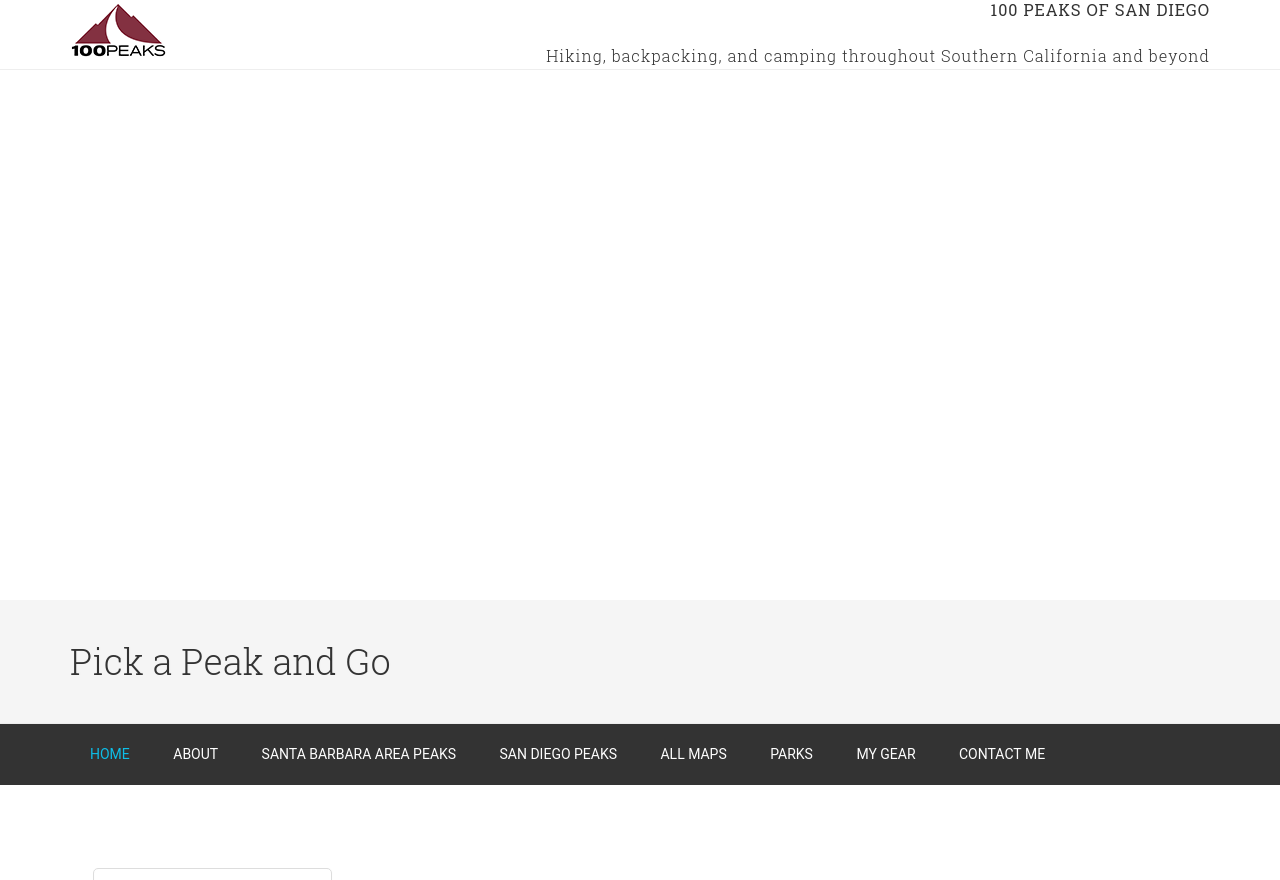 100PEAKS
100 PEAKS OF SAN DIEGO
Hiking, backpacking, and camping throughout Southern California and beyond
Pick a Peak and Go
HOME ABOUT SANTA BARBARA AREA PEAKS SAN DIEGO PEAKS ALL MAPS PARKS MY GEAR CONTACT ME